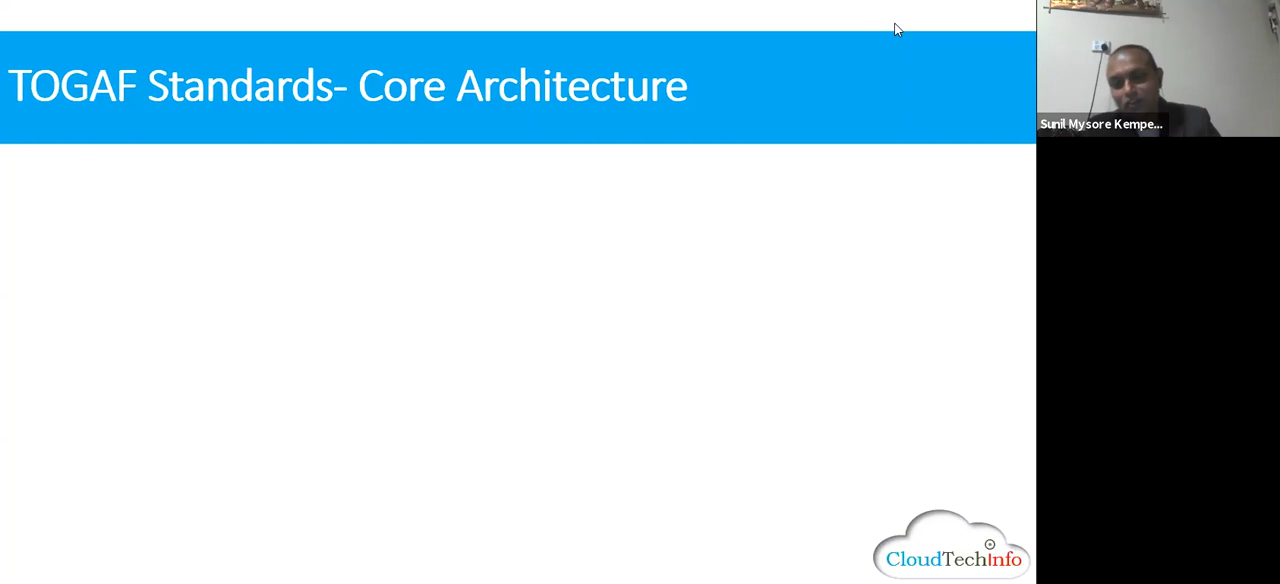 TOGAF Standards- Core Architecture
Sunil Mysore Kempe...
CloudTechInfo